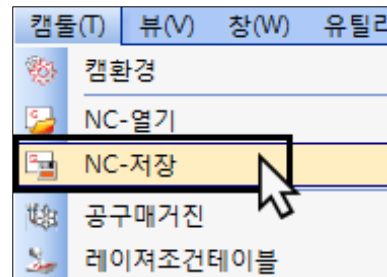 캠툴(T) 뷰(V) 창(W) 유틸리
캠환경
NC-열기
NC-저장
공구매거진
레이져조건테이블